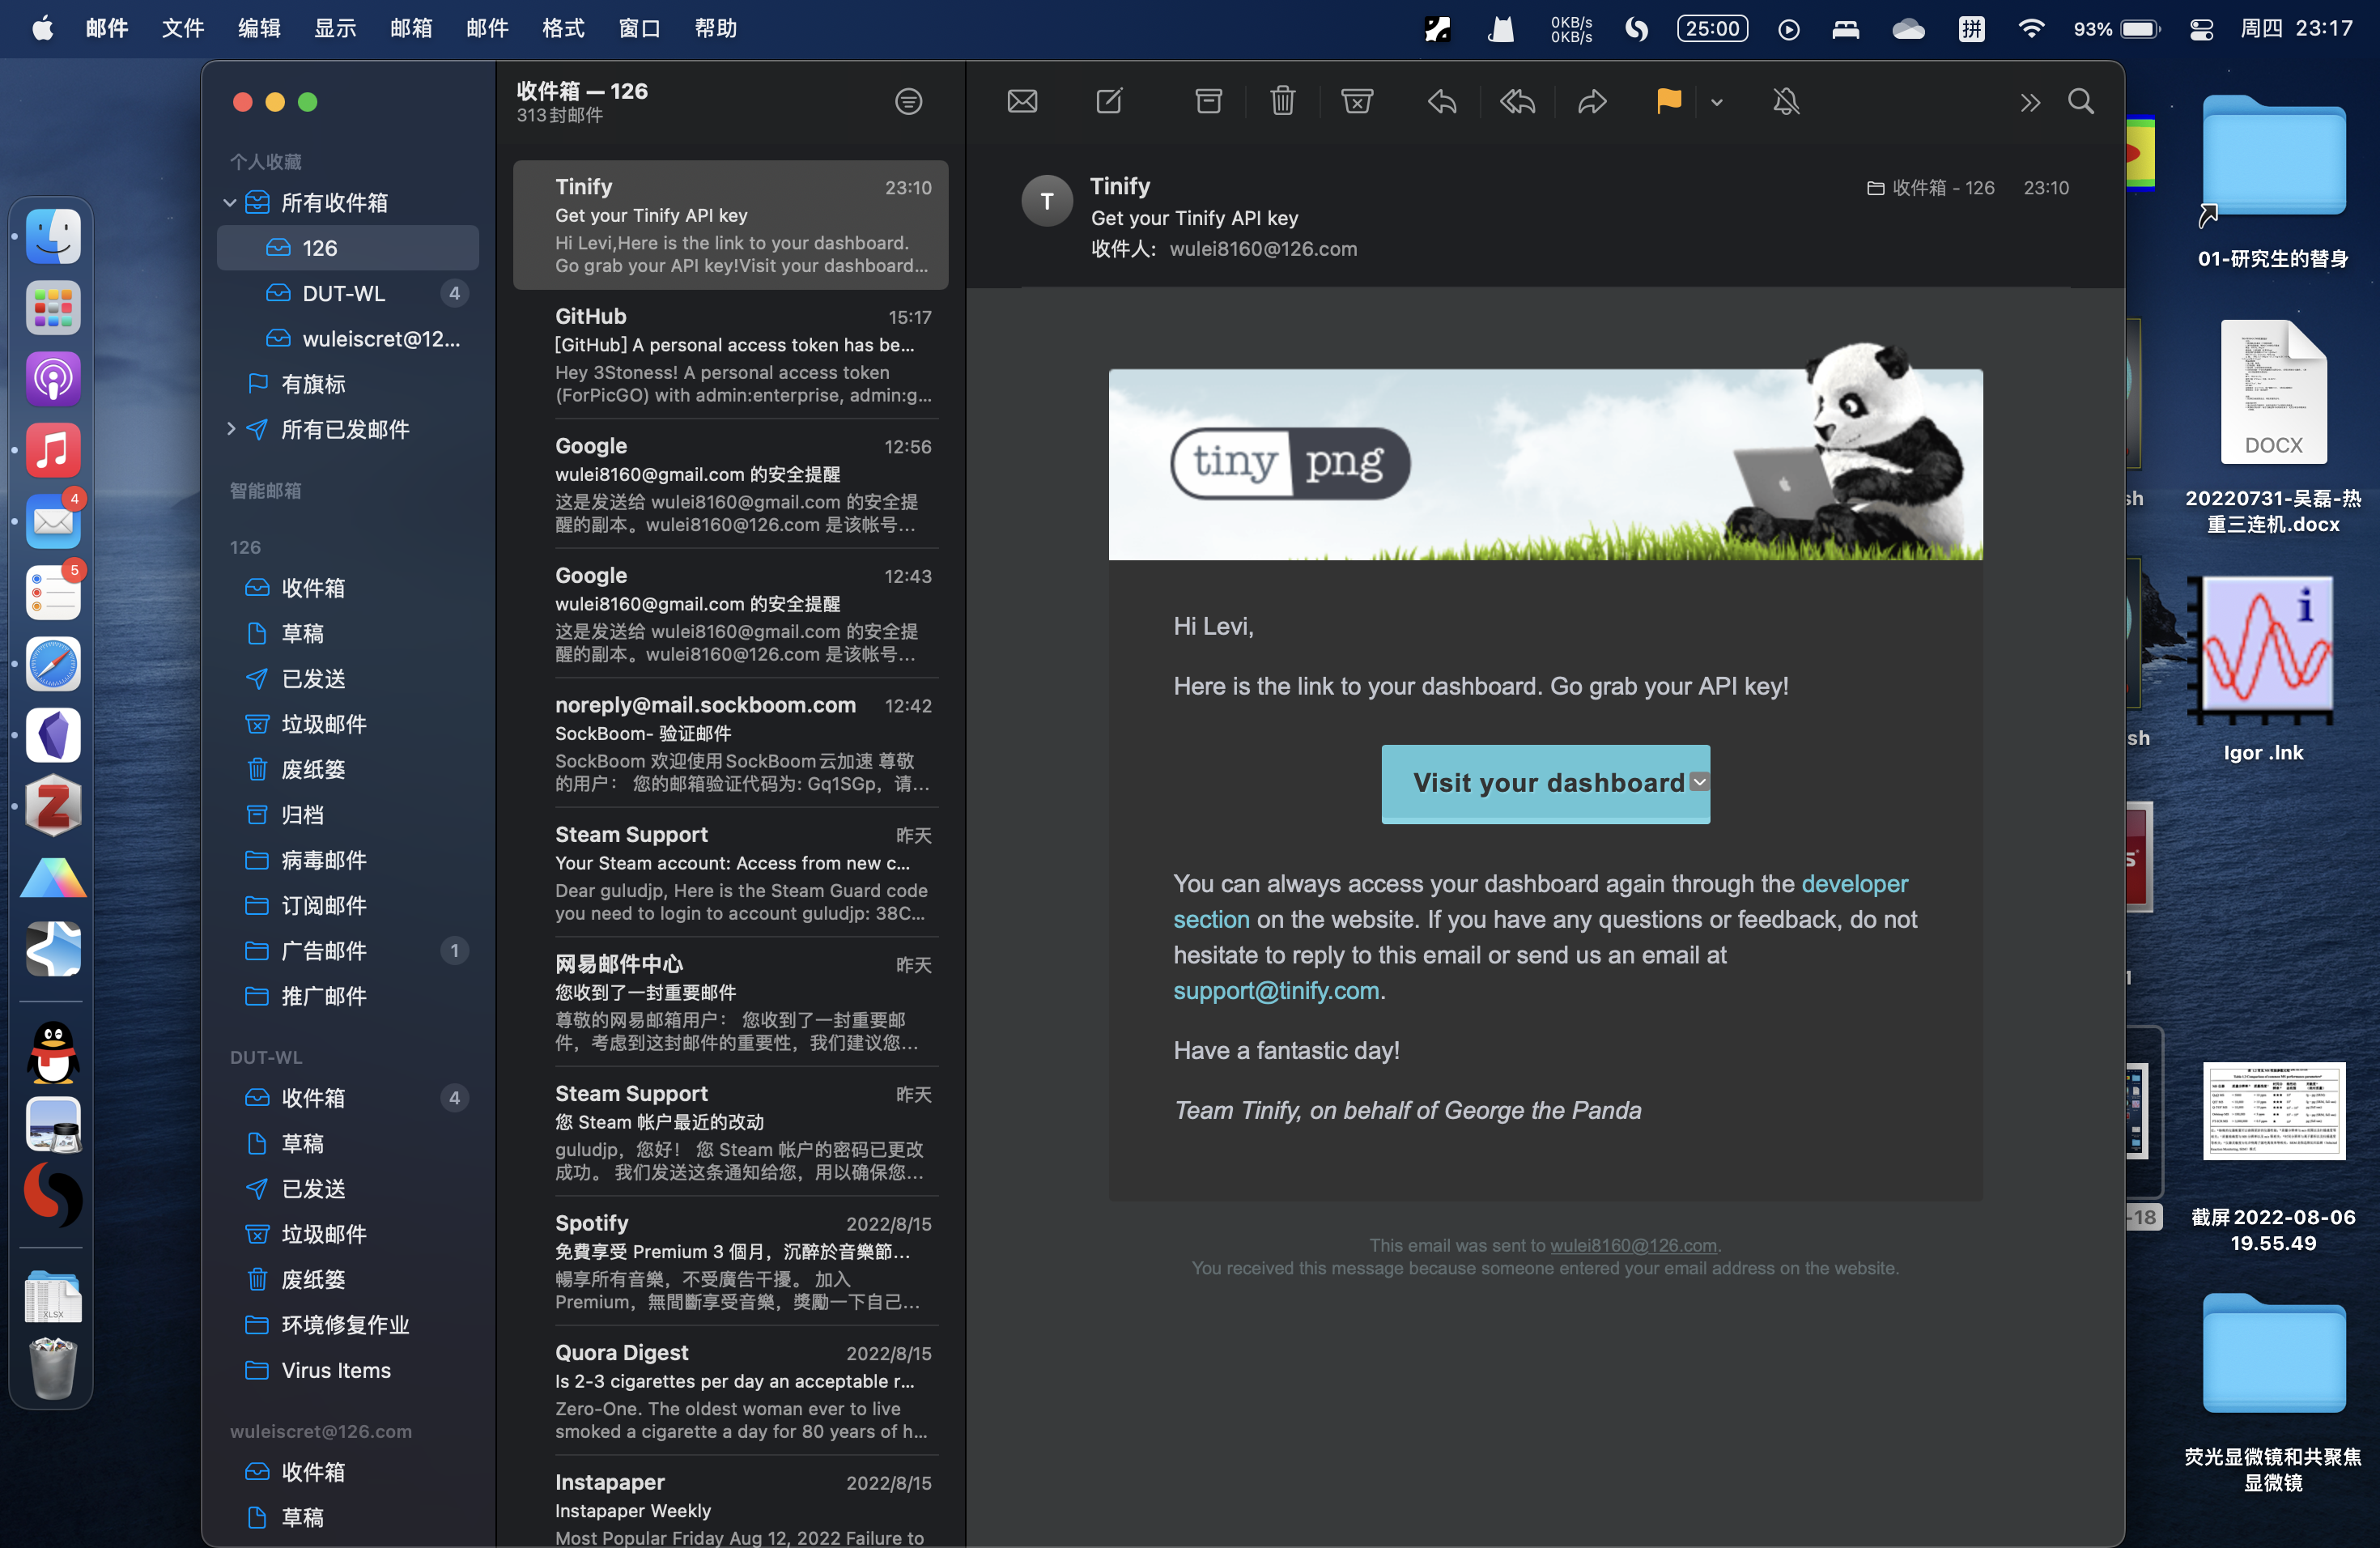 邮件 文件 编辑 显示 邮箱 邮件 格式 窗口 帮助
0KB/s
0KB/s
25:00
拼
93%
周四 23:17
个人收藏
所有收件箱
126
DUT-WL 4
wuleiscret@12...
有旗标
所有已发邮件
智能邮箱
126
收件箱
草稿
已发送
垃圾邮件
废纸篓
归档
病毒邮件
订阅邮件
广告邮件 1
推广邮件
DUT-WL
收件箱 4
草稿
已发送
垃圾邮件
废纸篓
环境修复作业
Virus Items
wuleiscret@126.com
收件箱
草稿
4
5
XLSX
收件箱 — 126
313封邮件
Tinify 23:10
Get your Tinify API key
Hi Levi,Here is the link to your dashboard.
Go grab your API key!Visit your dashboard...
GitHub 15:17
[GitHub] A personal access token has be...
Hey 3Stoness! A personal access token
(ForPicGO) with admin:enterprise, admin:g...
Google 12:56
wulei8160@gmail.com 的安全提醒
这是发送给 wulei8160@gmail.com 的安全提
醒的副本。wulei8160@126.com 是该帐号...
Google 12:43
wulei8160@gmail.com 的安全提醒
这是发送给 wulei8160@gmail.com 的安全提
醒的副本。wulei8160@126.com 是该帐号...
noreply@mail.sockboom.com 12:42
SockBoom- 验证邮件
SockBoom 欢迎使用SockBoom云加速 尊敬
的用户： 您的邮箱验证代码为: Gq1SGp，请...
Steam Support 昨天
Your Steam account: Access from new c...
Dear guludjp, Here is the Steam Guard code
you need to login to account guludjp: 38C...
网易邮件中心 昨天
您收到了一封重要邮件
尊敬的网易邮箱用户： 您收到了一封重要邮
件，考虑到这封邮件的重要性，我们建议您...
Steam Support 昨天
您 Steam 帐户最近的改动
guludjp，您好！ 您 Steam 帐户的密码已更改
成功。 我们发送这条通知给您，用以确保您...
Spotify 2022/8/15
免費享受 Premium 3 個月，沉醉於音樂節...
暢享所有音樂，不受廣告干擾。 加入
Premium，無間斷享受音樂，獎勵一下自己...
Quora Digest 2022/8/15
Is 2-3 cigarettes per day an acceptable r...
Zero-One. The oldest woman ever to live
smoked a cigarette a day for 80 years of h...
Instapaper 2022/8/15
Instapaper Weekly
Most Popular Friday Aug 12, 2022 Failure to
T
Tinify
收件箱 - 126 23:10
Get your Tinify API key
收件人： wulei8160@126.com
tiny png
Hi Levi,
Here is the link to your dashboard. Go grab your API key!
Visit your dashboard
You can always access your dashboard again through the developer
section on the website. If you have any questions or feedback, do not
hesitate to reply to this email or send us an email at
support@tinify.com.
Have a fantastic day!
Team Tinify, on behalf of George the Panda
This email was sent to wulei8160@126.com.
You received this message because someone entered your email address on the website.
01-研究生的替身
DOCX
20220731-吴磊-热
重三连机.docx
sh
i
Igor .lnk
sh
-18
截屏2022-08-06
19.55.49
荧光显微镜和共聚焦
显微镜